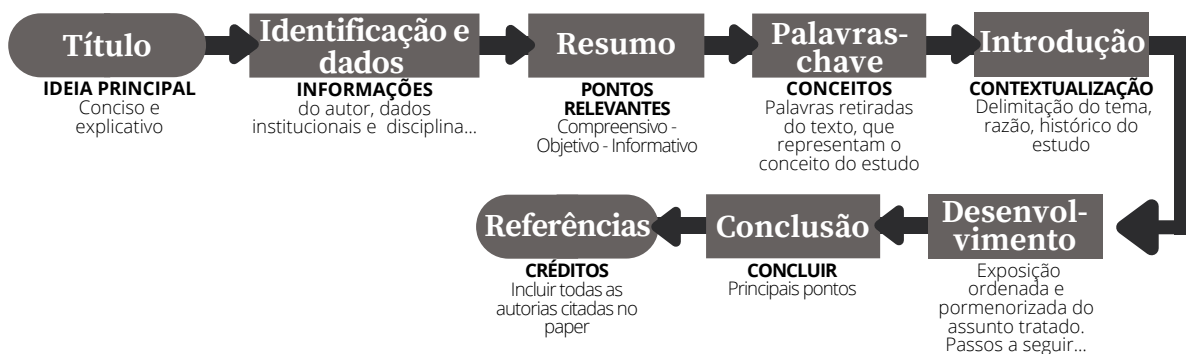 Título
IDEIA PRINCIPAL
Conciso e
explicativo
Identificação e
dados
INFORMAÇÕES
do autor, dados
institucionais e disciplina...
Resumo
PONTOS
RELEVANTES
Compreensivo -
Objetivo - Informativo
Palavras-
chave
CONCEITOS
Palavras retiradas
do texto, que
representam o
conceito do estudo
Introdução
CONTEXTUALIZAÇÃO
Delimitação do tema,
razão, histórico do
estudo
Desenvol-
vimento
Exposição
ordenada e
pormenorizada do
assunto tratado.
Passos a seguir...
Conclusão
CONCLUIR
Principais pontos
Referências
CRÉDITOS
Incluir todas as
autorias citadas no
paper